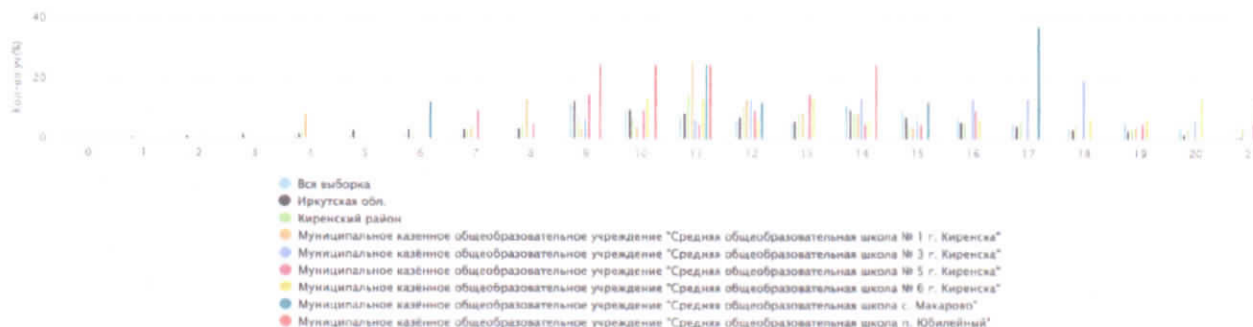 40
Кол-во уч(%)
20
0
0 1 2 3 4 5 6 7 8 9 10 11 12 13 14 15 16 17 18 19 20
Вся выборка
Иркутская обл.
Киренский район
Муниципальное казенное общеобразовательное учреждение "Средняя общеобразовательная школа № 1 г. Киренска"
Муниципальное казённое общеобразовательное учреждение "Средняя общеобразовательная школа № 3 г. Киренска"
Муниципальное казённое общеобразовательное учреждение "Средняя общеобразовательная школа № 5 г. Киренска"
Муниципальное казённое общеобразовательное учреждение "Средняя общеобразовательная школа № 6 г. Киренска"
Муниципальное казённое общеобразовательное учреждение "Средняя общеобразовательная школа с. Макарово"
Муниципальное казённое общеобразовательное учреждение "Средняя общеобразовательная школа п. Юбилейный"